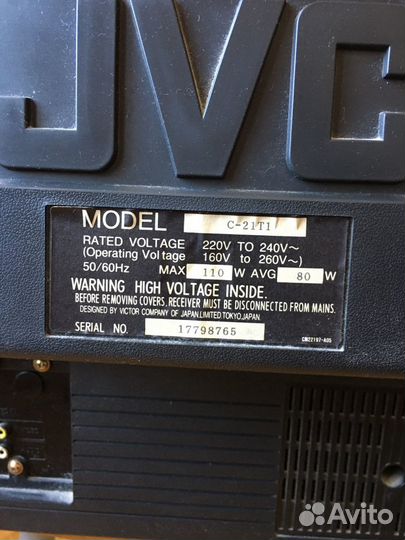 JVC
MODEL C-21T1
RATED VOLTAGE 220V TO 240V~
(Operating Voltage 160V to 260V~)
50/60Hz MAX 110 W AVG 80 W
WARNING HIGH VOLTAGE INSIDE.
BEFORE REMOVING COVERS, RECEIVER MUST BE DISCONNECTED FROM MAINS.
DESIGNED BY VICTOR COMPANY OF JAPAN, LIMITED, TOKYO, JAPAN.
SERIAL NO. 17798765
CM22197-A05
Avito